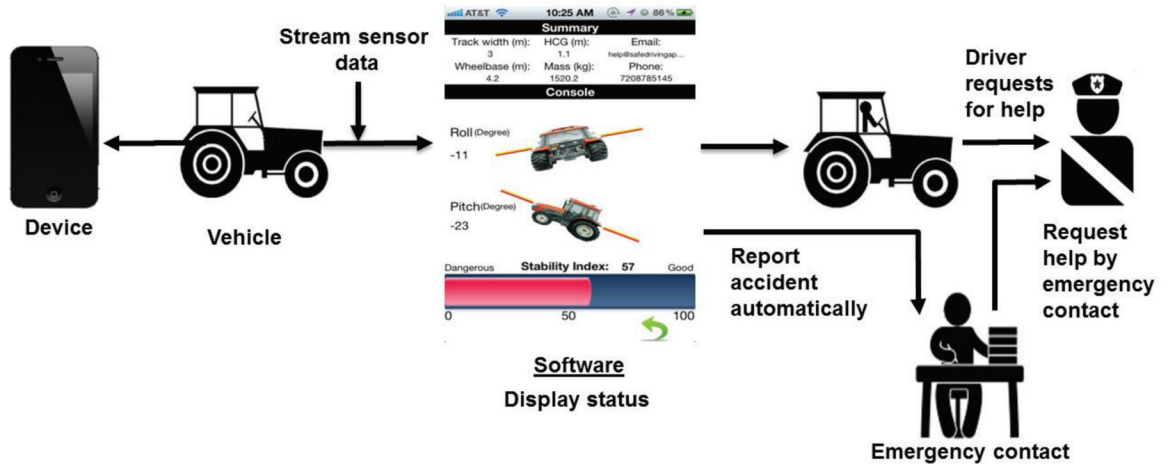 Device
Vehicle
Stream sensor
data
AT&T 10:25 AM 86%
Summary
Track width (m): HCG (m): Email:
3 1.1 help@safedrivingap...
Wheelbase (m): Mass (kg): Phone:
4.2 1520.2 7208785145
Console
Roll (Degree)
-11
Pitch(Degree)
-23
Dangerous Stability Index: 57 Good
0 50 100
Software
Display status
Driver
requests
for help
Report
accident
automatically
Request
help by
emergency
contact
Emergency contact